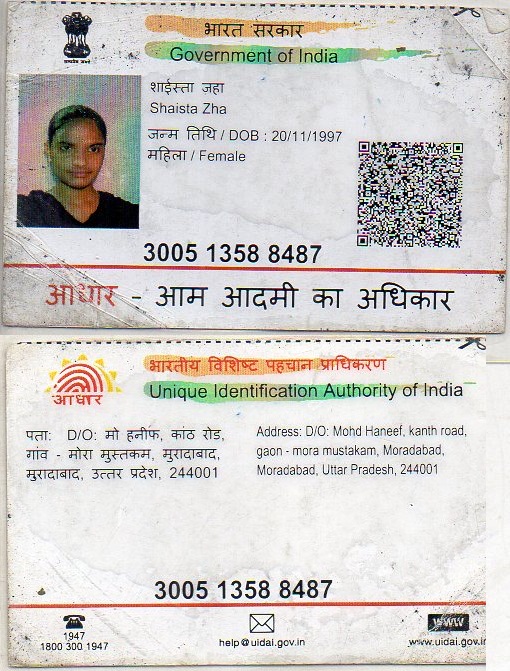 भारत सरकार
Government of India
शाईस्ता जहा
Shaista Zha
जन्म तिथि / DOB : 20/11/1997
महिला / Female
3005 1358 8487
आधार - आम आदमी का अधिकार
भारतीय विशिष्ट पहचान प्राधिकरण
Unique Identification Authority of India
आधार
पता: D/O: मो हनीफ, कांठ रोड,
गांव - मोरा मुस्तकम, मुरादाबाद,
मुरादाबाद, उत्तर प्रदेश, 244001
Address: D/O: Mohd Haneef, kanth road,
gaon - mora mustakam, Moradabad,
Moradabad, Uttar Pradesh, 244001
3005 1358 8487
1947
1800 300 1947
help@uidai.gov.in
www
www.uidai.gov.in